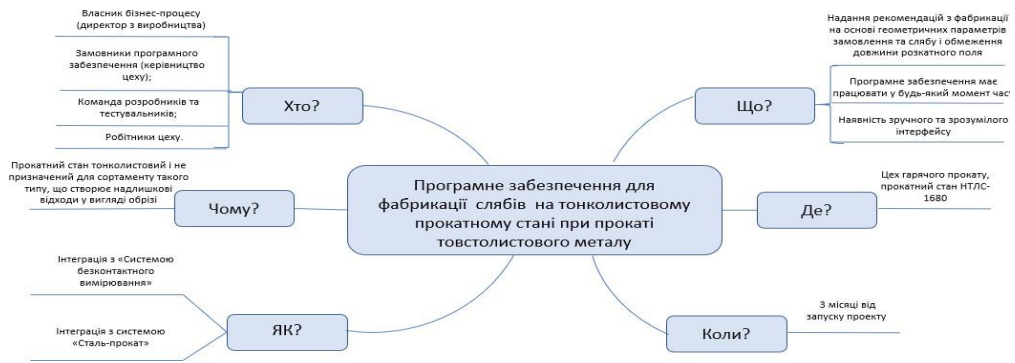 Власник бізнес-процесу
(директор з виробництва)
Замовники програмного
забезпечення (керівництво
цеху);
Команда розробників та
тестувальників;
Робітники цеху.
Хто?
Прокатний стан тонколистовий і не
призначений для сортаменту такого
типу, що створює надлишкові
відходи у вигляді обрізі
Чому?
Інтеграція з «Системою
безконтактного
вимірювання»
Інтеграція з системою
«Сталь-прокат»
ЯК?
Програмне забезпечення для
фабрикації слябів на тонколистовому
прокатному стані при прокаті
товстолистового металу
Надання рекомендацій з фабрикації
на основі геометричних параметрів
замовлення та слябу і обмеження
довжини розкатного поля
Програмне забезпечення має
працювати у будь-який момент часу
Наявність зручного та зрозумілого
інтерфейсу
Що?
Цех гарячого прокату,
прокатний стан НТЛС-
1680
Де?
3 місяці від
запуску проекту
Коли?